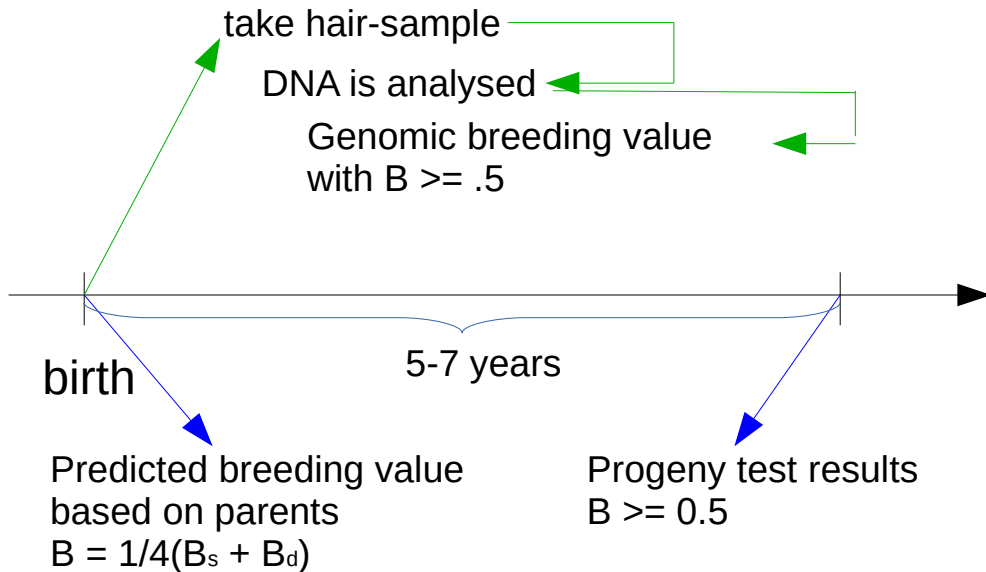 take hair-sample
DNA is analysed
Genomic breeding value
with B >= .5
5-7 years
birth
Predicted breeding value
based on parents
B = 1/4(Bs + Bd)
Progeny test results
B >= 0.5